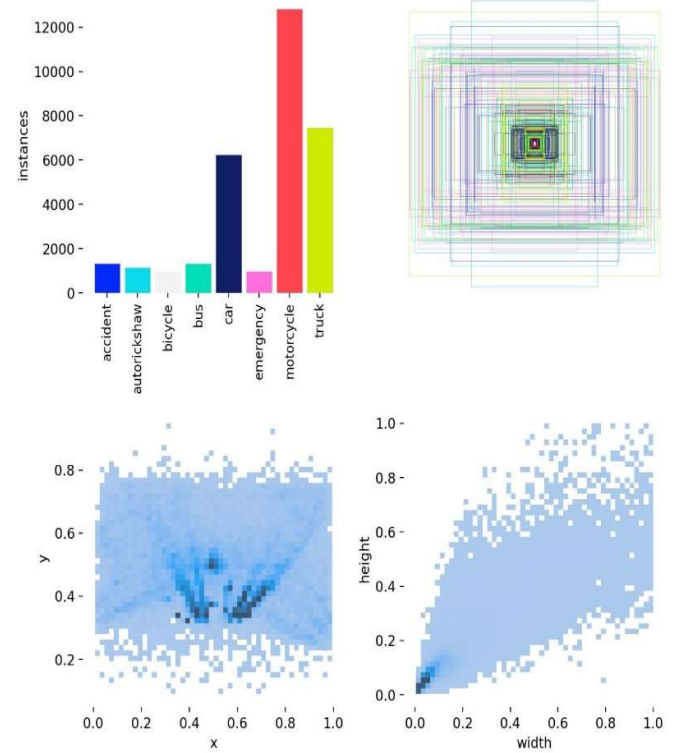 12000
10000
8000
6000
4000
2000
0
instances
accident
autorickshaw
bicycle
bus
car
emergency
motorcycle
truck
0.8
0.6
0.4
0.2
y
0.0 0.2 0.4 0.6 0.8 1.0
x
1.0
0.8
0.6
0.4
0.2
0.0
height
0.0 0.2 0.4 0.6 0.8 1.0
width